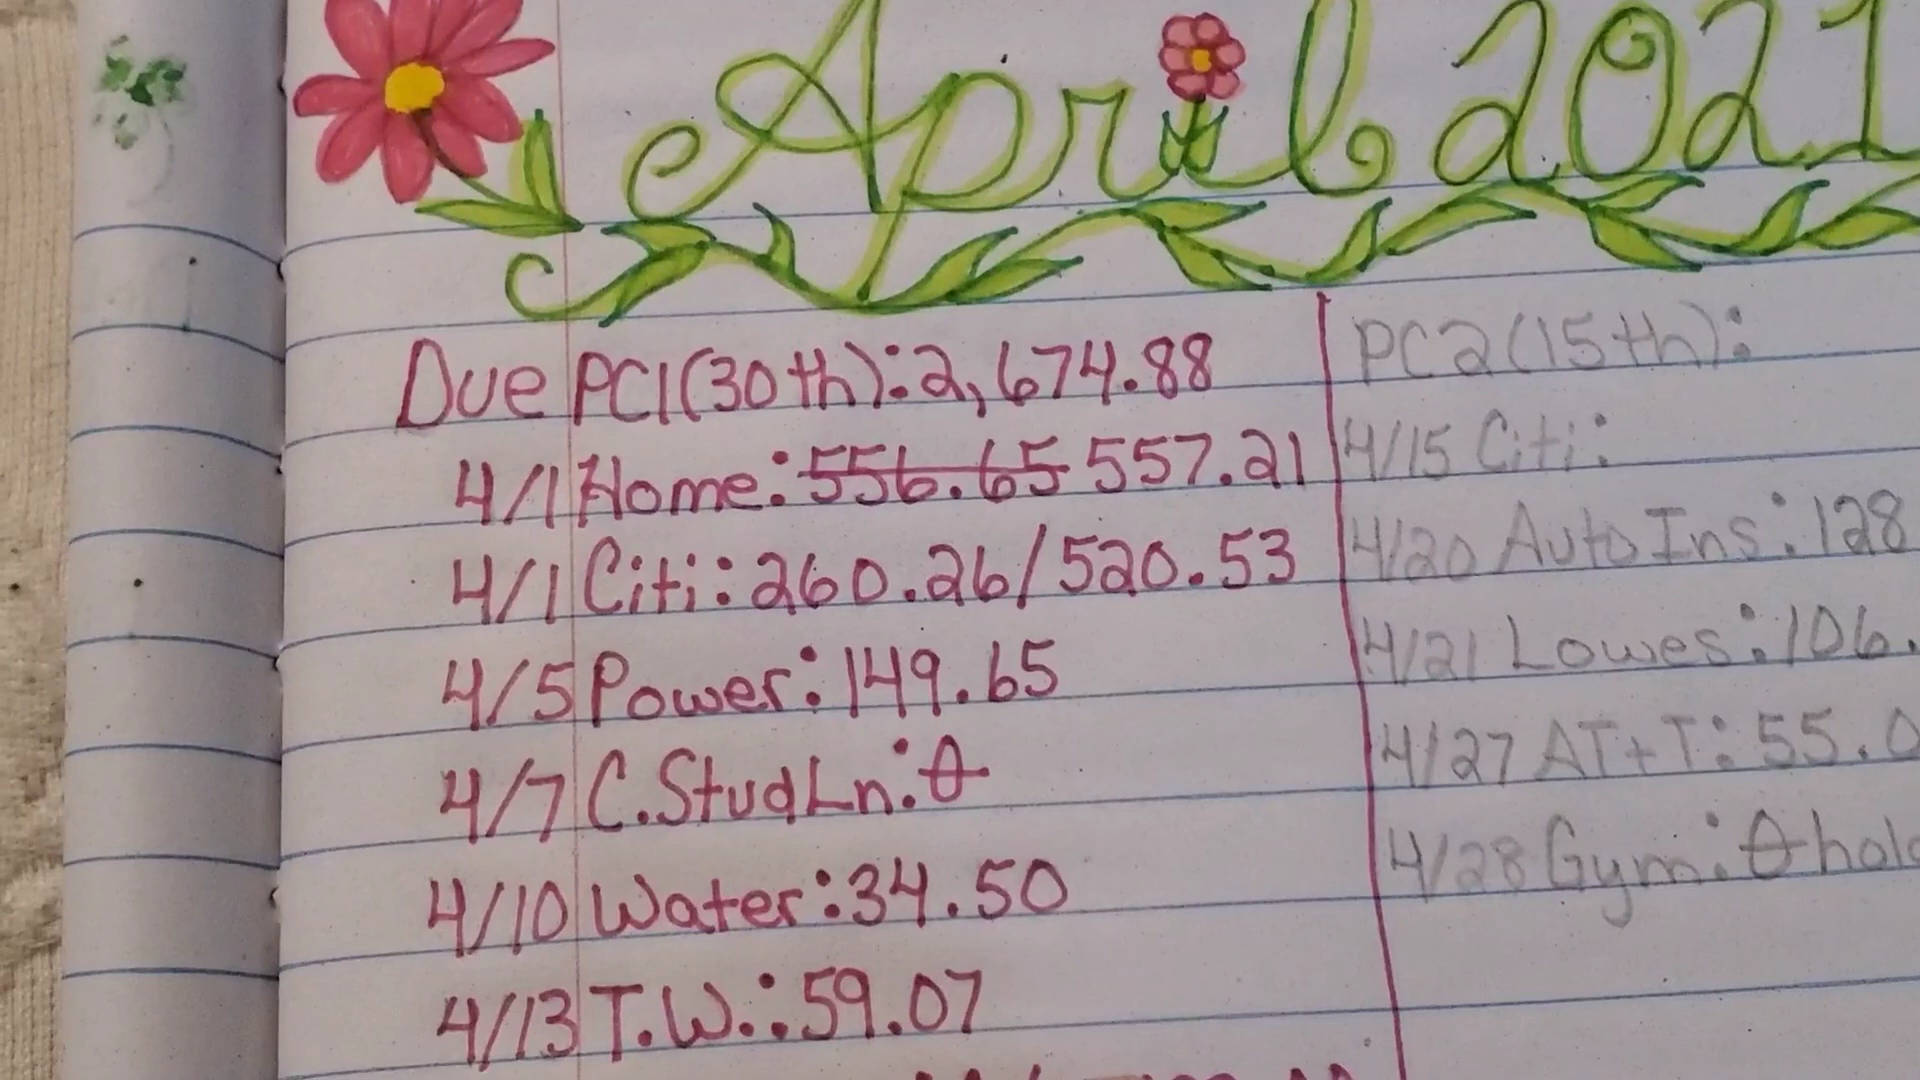 April 2021
Due PC1(30th): 2,674.88
4/1 Home: 556.65 557.21
4/1 Citi: 260.26/520.53
4/5 Power: 149.65
4/7 C.StudLn: 0
4/10 Water: 34.50
4/13 T.W.: 59.07
PC2(15th):
4/15 Citi:
4/20 Auto Ins: 128
4/21 Lowes: 106.
4/27 AT+T: 55.0
4/28 Gym: 0 hold